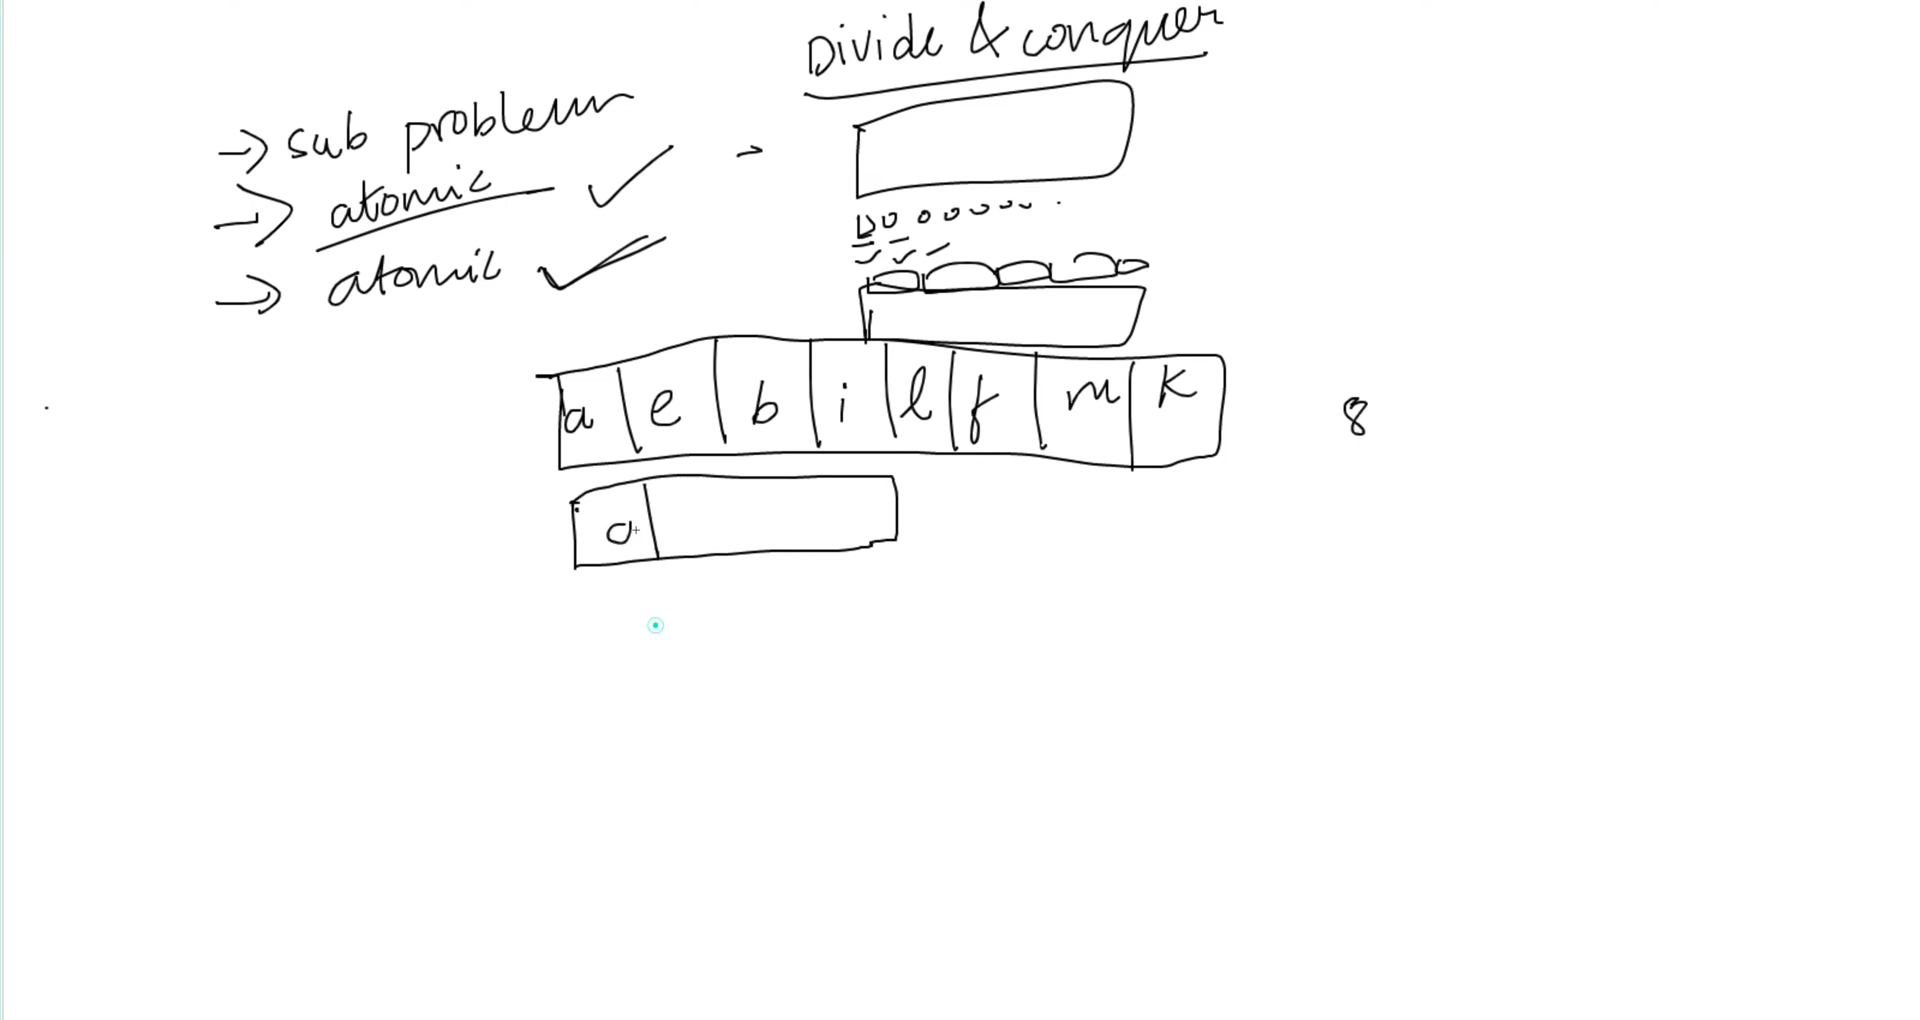 Divide & conquer
→ sub problem
→ atomic ✓
→ atomic ✓
a e b i l f m k
8
a